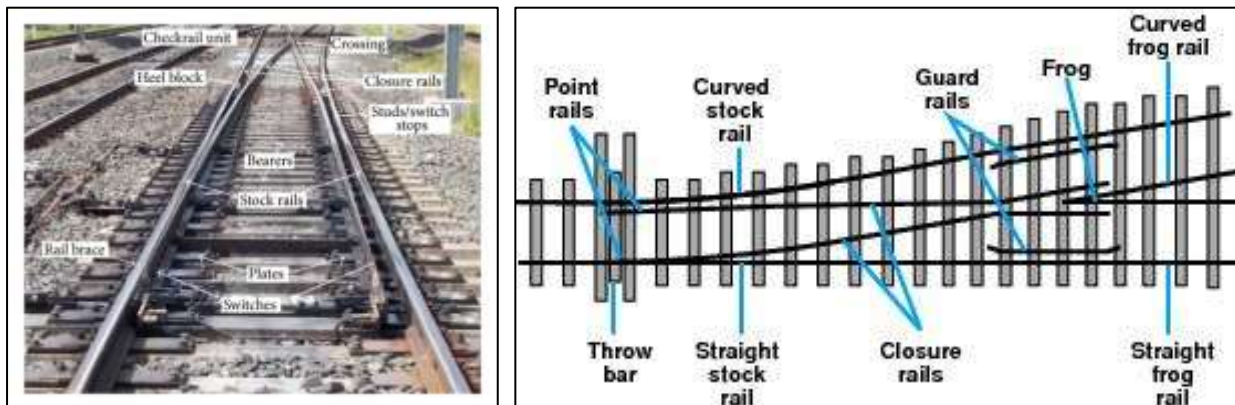 Checkrail unit
Crossing
Heel block
Closure rails
Studs/switch
stops
Bearers
Stock rails
Rail brace
Plates
Switches
Point
rails
Curved
stock
rail
Guard
rails
Frog
Curved
frog rail
Throw
bar
Straight
stock
rail
Closure
rails
Straight
frog
rail